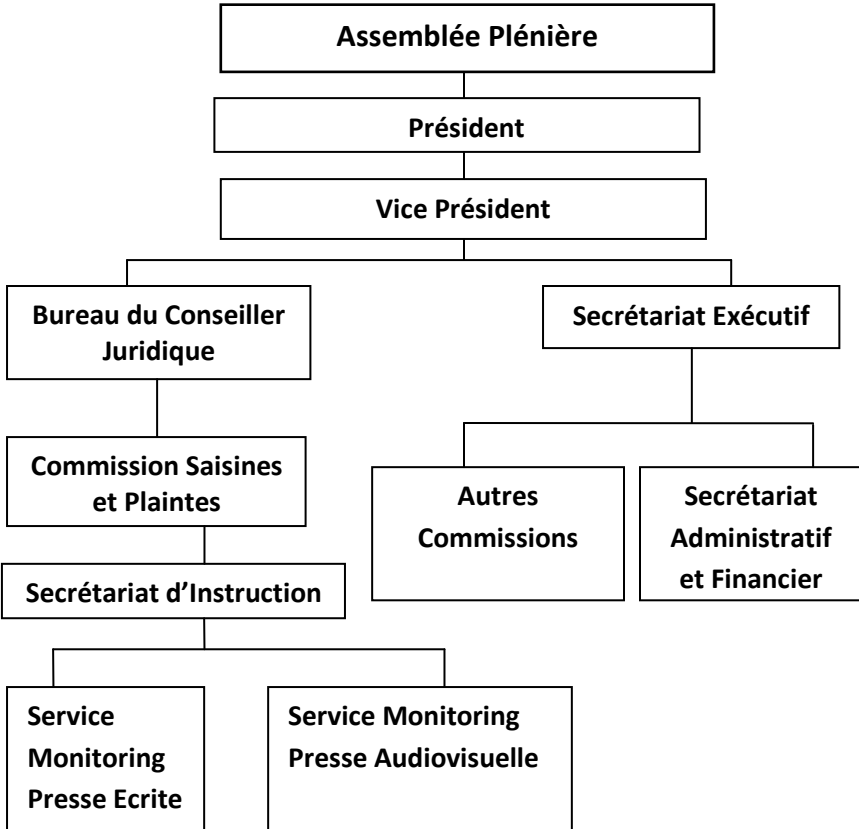 Assemblée Plénière
Président
Vice Président
Bureau du Conseiller
Juridique
Secrétariat Exécutif
Commission Saisines
et Plaintes
Autres
Commissions
Secrétariat
Administratif
et Financier
Secrétariat d’Instruction
Service
Monitoring
Presse Ecrite
Service Monitoring
Presse Audiovisuelle